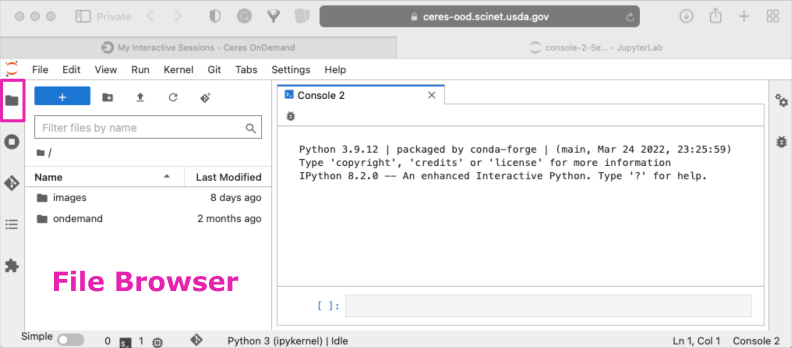 Private
ceres-ood.scinet.usda.gov
My Interactive Sessions - Ceres OnDemand
console-2-5e... - JupyterLab
File Edit View Run Kernel Git Tabs Settings Help
+
Console 2
Filter files by name
/
Name Last Modified
images 8 days ago
ondemand 2 months ago
File Browser
Python 3.9.12 | packaged by conda-forge | (main, Mar 24 2022, 23:25:59)
Type 'copyright', 'credits' or 'license' for more information
IPython 8.2.0 -- An enhanced Interactive Python. Type '?' for help.
[ ]:
Simple 0 1 Python 3 (ipykernel) | Idle Ln 1, Col 1 Console 2